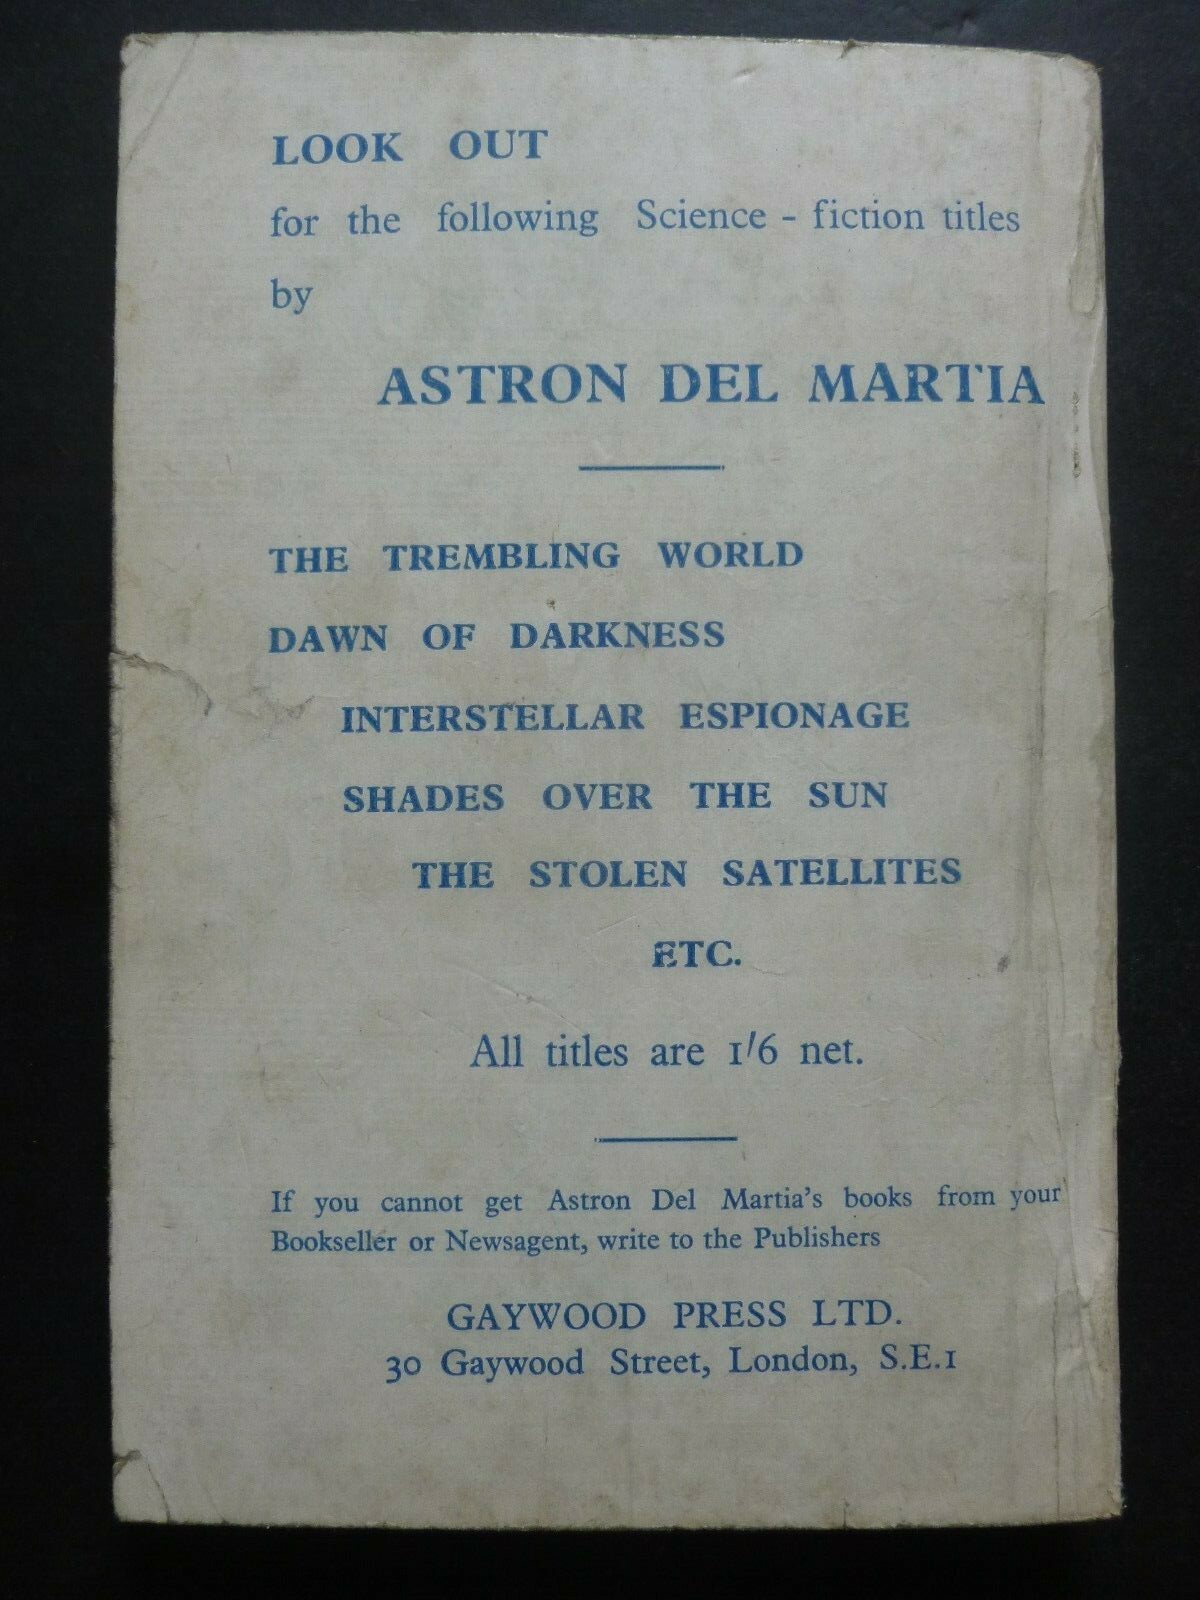 LOOK OUT
for the following Science - fiction titles
by
ASTRON DEL MARTIA
THE TREMBLING WORLD
DAWN OF DARKNESS
INTERSTELLAR ESPIONAGE
SHADES OVER THE SUN
THE STOLEN SATELLITES
ETC.
All titles are 1/6 net.
If you cannot get Astron Del Martia's books from your
Bookseller or Newsagent, write to the Publishers
GAYWOOD PRESS LTD.
30 Gaywood Street, London, S.E.1